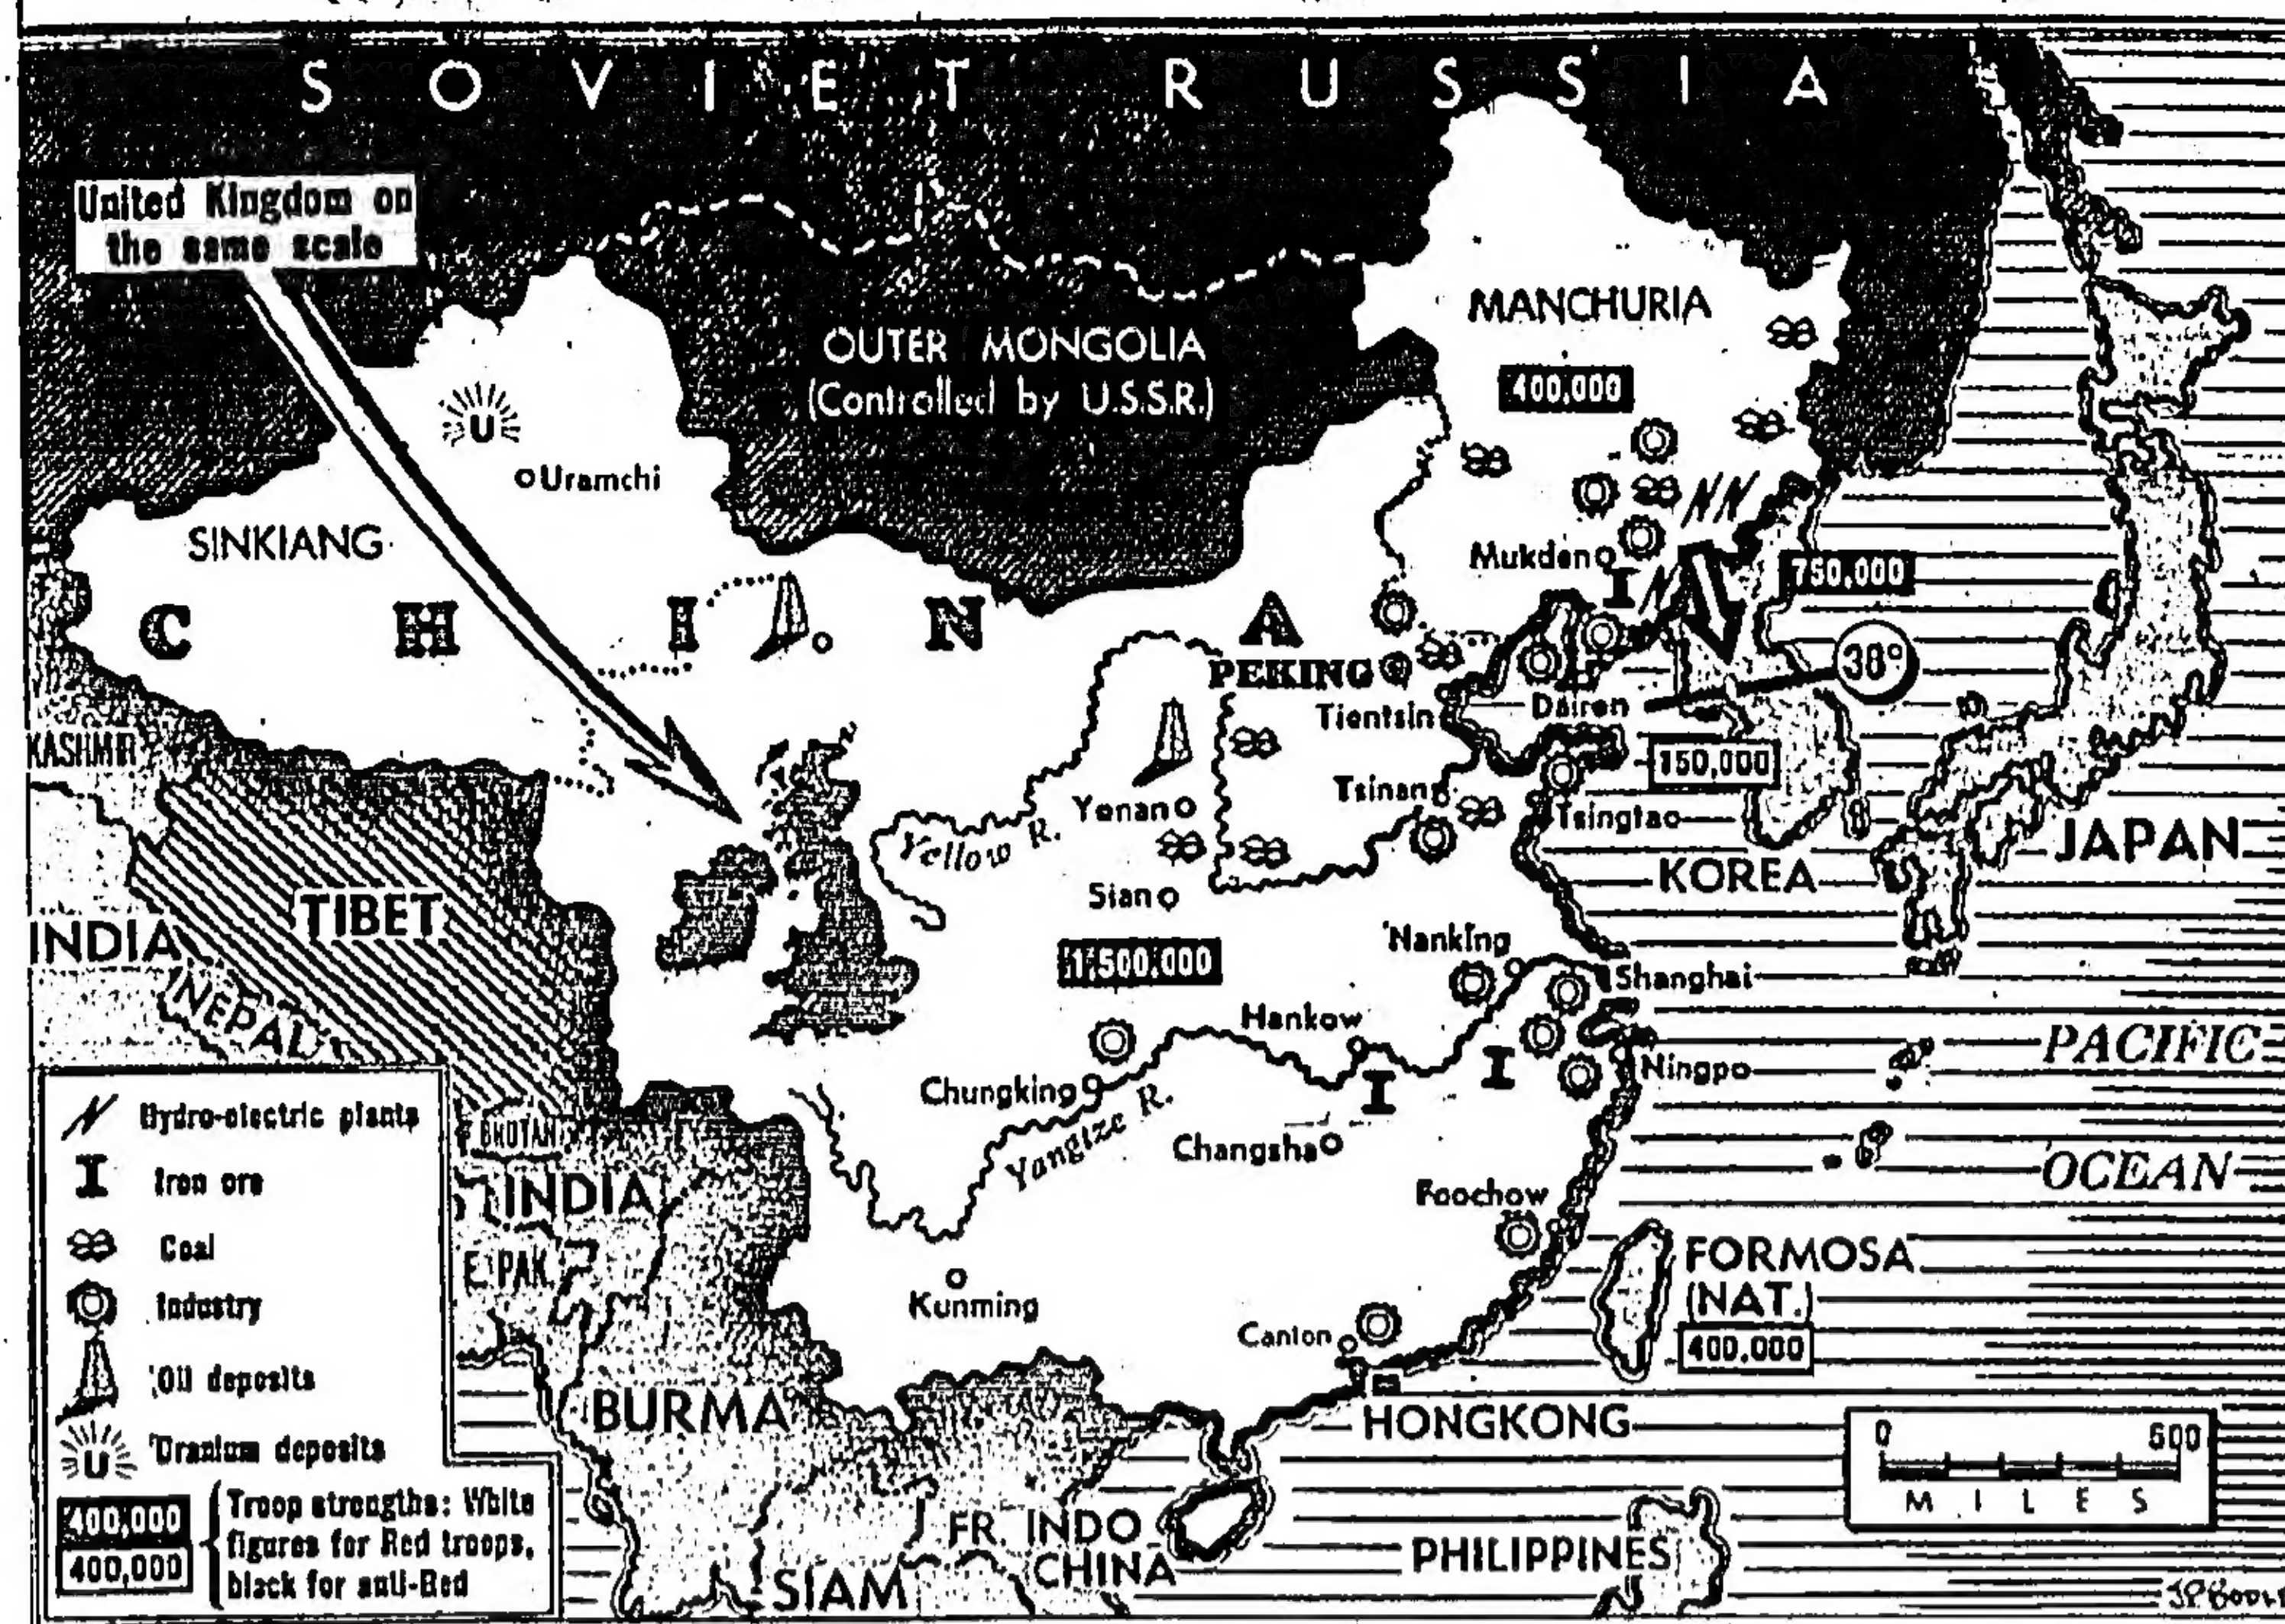 SOVIET RUSSIA
United Kingdom on
the same scale
OUTER MONGOLIA
(Controlled by U.S.S.R.)
MANCHURIA
400,000
U
Uramchi
SINKIANG
Mukden
I
750,000
CHINA
38°
PEKING
Tientsin
Dairen
KASHMIR
150,000
Yenan
Tsinang
Tsingtao
Yellow R.
JAPAN
KOREA
Sian
TIBET
INDIA
Nanking
1,500,000
Shanghai
NEPAL
Hankow
PACIFIC
OCEAN
Ningpo
I
I
Chungking
Yangtze R.
Changsha
BHUTAN
INDIA
Foochow
E. PAK.
FORMOSA
(NAT.)
400,000
Kunming
Canton
BURMA
HONGKONG
FR. INDO
CHINA
PHILIPPINES
SIAM
Hydro-electric plants
I Iron ore
Coal
Industry
Oil deposits
U Uranium deposits
400,000
400,000
Troop strengths: White
figures for Red troops,
black for anti-Red
0 600
MILES